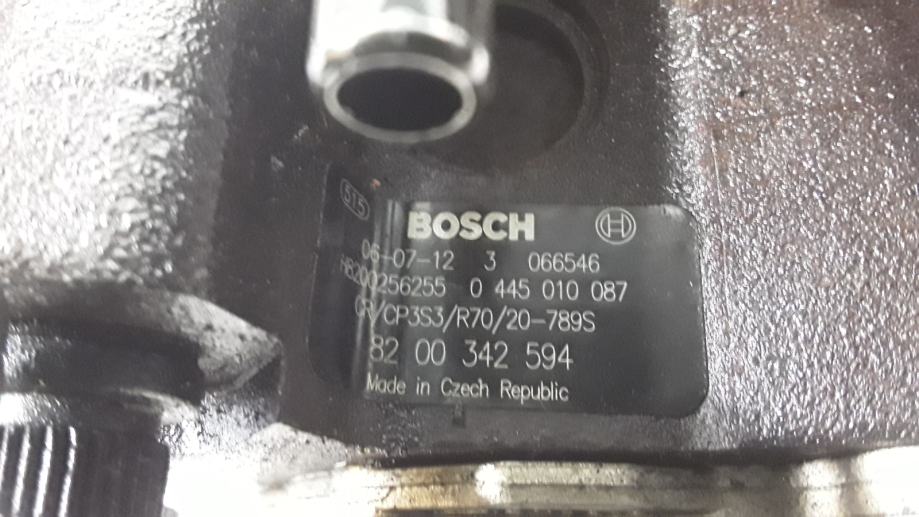 515
BOSCH
06-07-12 3 066546
H8200256255 0 445 010 087
CR/CP3S3/R70/20-789S
82 00 342 594
Made in Czech Republic